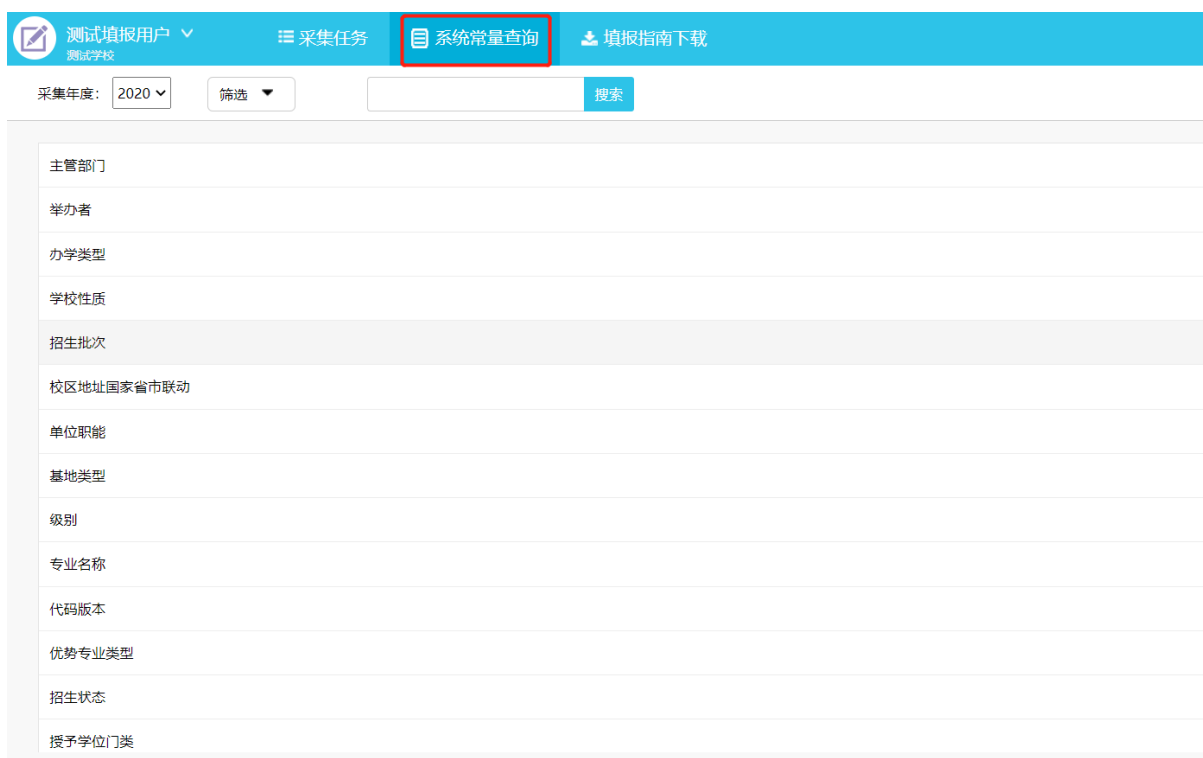 测试填报用户
测试学校
采集任务
系统常量查询
填报指南下载
采集年度： 2020 筛选 搜索
主管部门
举办者
办学类型
学校性质
招生批次
校区地址国家省市联动
单位职能
基地类型
级别
专业名称
代码版本
优势专业类型
招生状态
授予学位门类